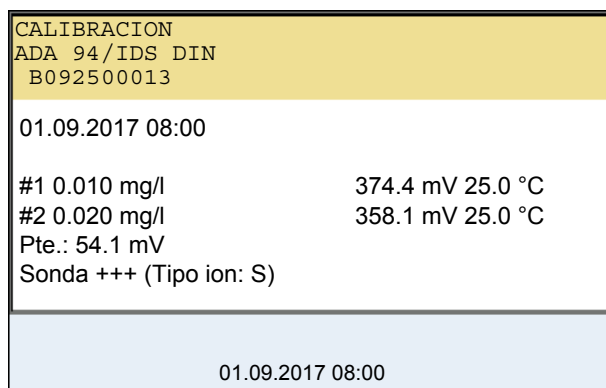 CALIBRACION
ADA 94/IDS DIN
B092500013
01.09.2017 08:00
#1 0.010 mg/l 374.4 mV 25.0 °C
#2 0.020 mg/l 358.1 mV 25.0 °C
Pte.: 54.1 mV
Sonda +++ (Tipo ion: S)
01.09.2017 08:00